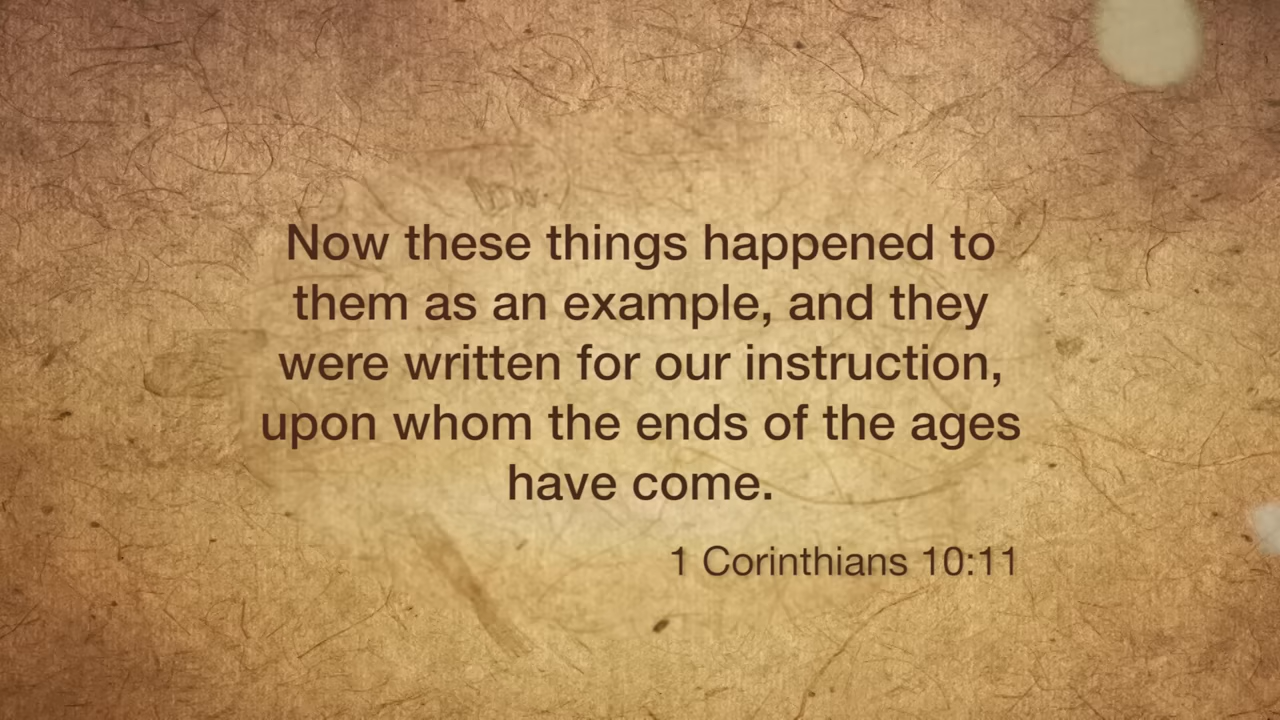 Now these things happened to
them as an example, and they
were written for our instruction,
upon whom the ends of the ages
have come.
1 Corinthians 10:11